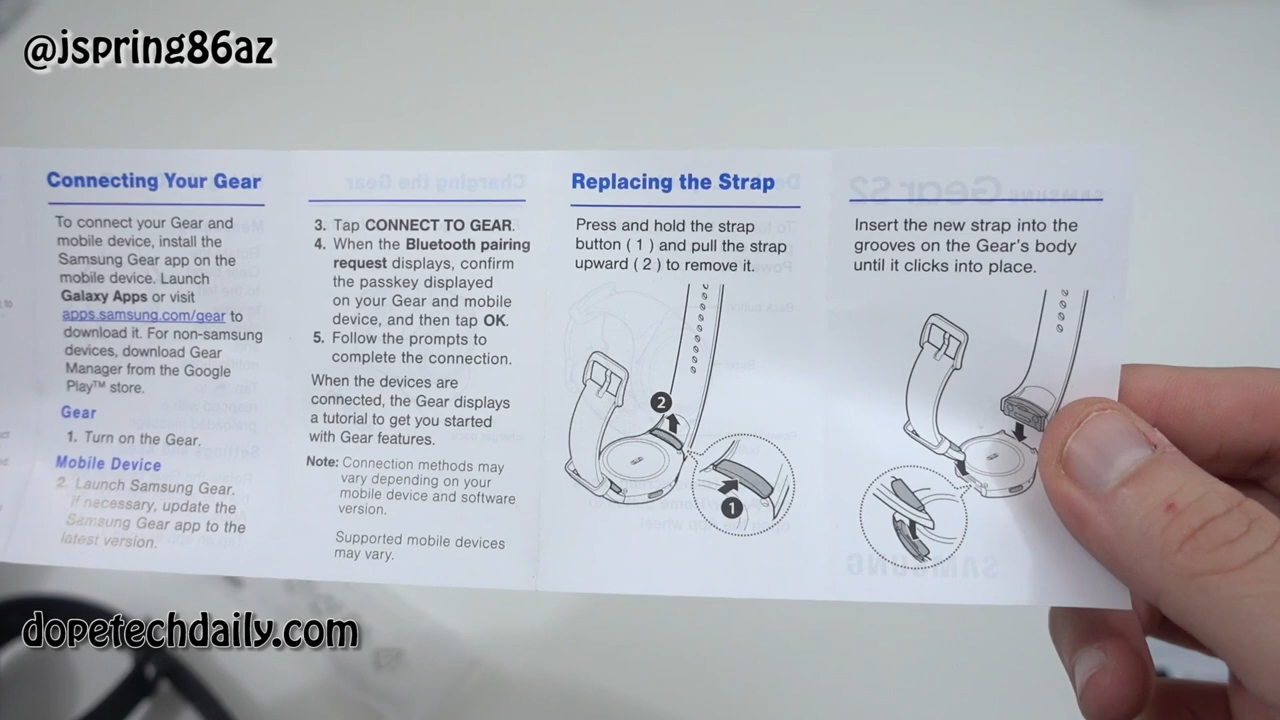 @jspring86az
Connecting Your Gear
To connect your Gear and
mobile device, install the
Samsung Gear app on the
mobile device. Launch
Galaxy Apps or visit
apps.samsung.com/gear to
download it. For non-samsung
devices, download Gear
Manager from the Google
Play™ store.
Gear
1. Turn on the Gear.
Mobile Device
2. Launch Samsung Gear.
If necessary, update the
Samsung Gear app to the
latest version.
3. Tap CONNECT TO GEAR.
4. When the Bluetooth pairing
request displays, confirm
the passkey displayed
on your Gear and mobile
device, and then tap OK.
5. Follow the prompts to
complete the connection.
When the devices are
connected, the Gear displays
a tutorial to get you started
with Gear features.
Note: Connection methods may
vary depending on your
mobile device and software
version.
Supported mobile devices
may vary.
Replacing the Strap
Press and hold the strap
button ( 1 ) and pull the strap
upward ( 2 ) to remove it.
2
1
Insert the new strap into the
grooves on the Gear's body
until it clicks into place.
Charging the Gear
SAMSUNG Gear S2
SAMSUNG
dopetechdaily.com